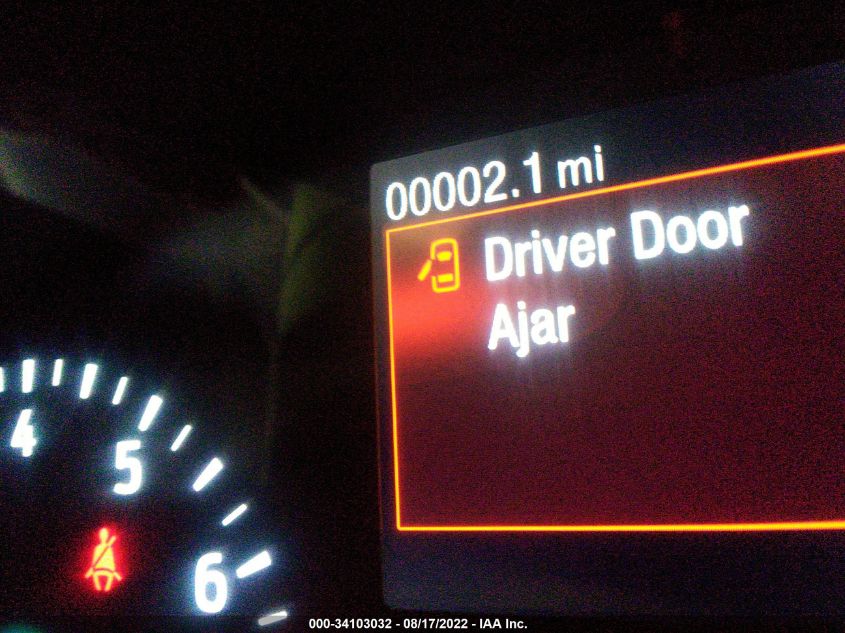 00002.1 mi
Driver Door
Ajar
4
5
6
000-34103032 - 08/17/2022 - IAA Inc.